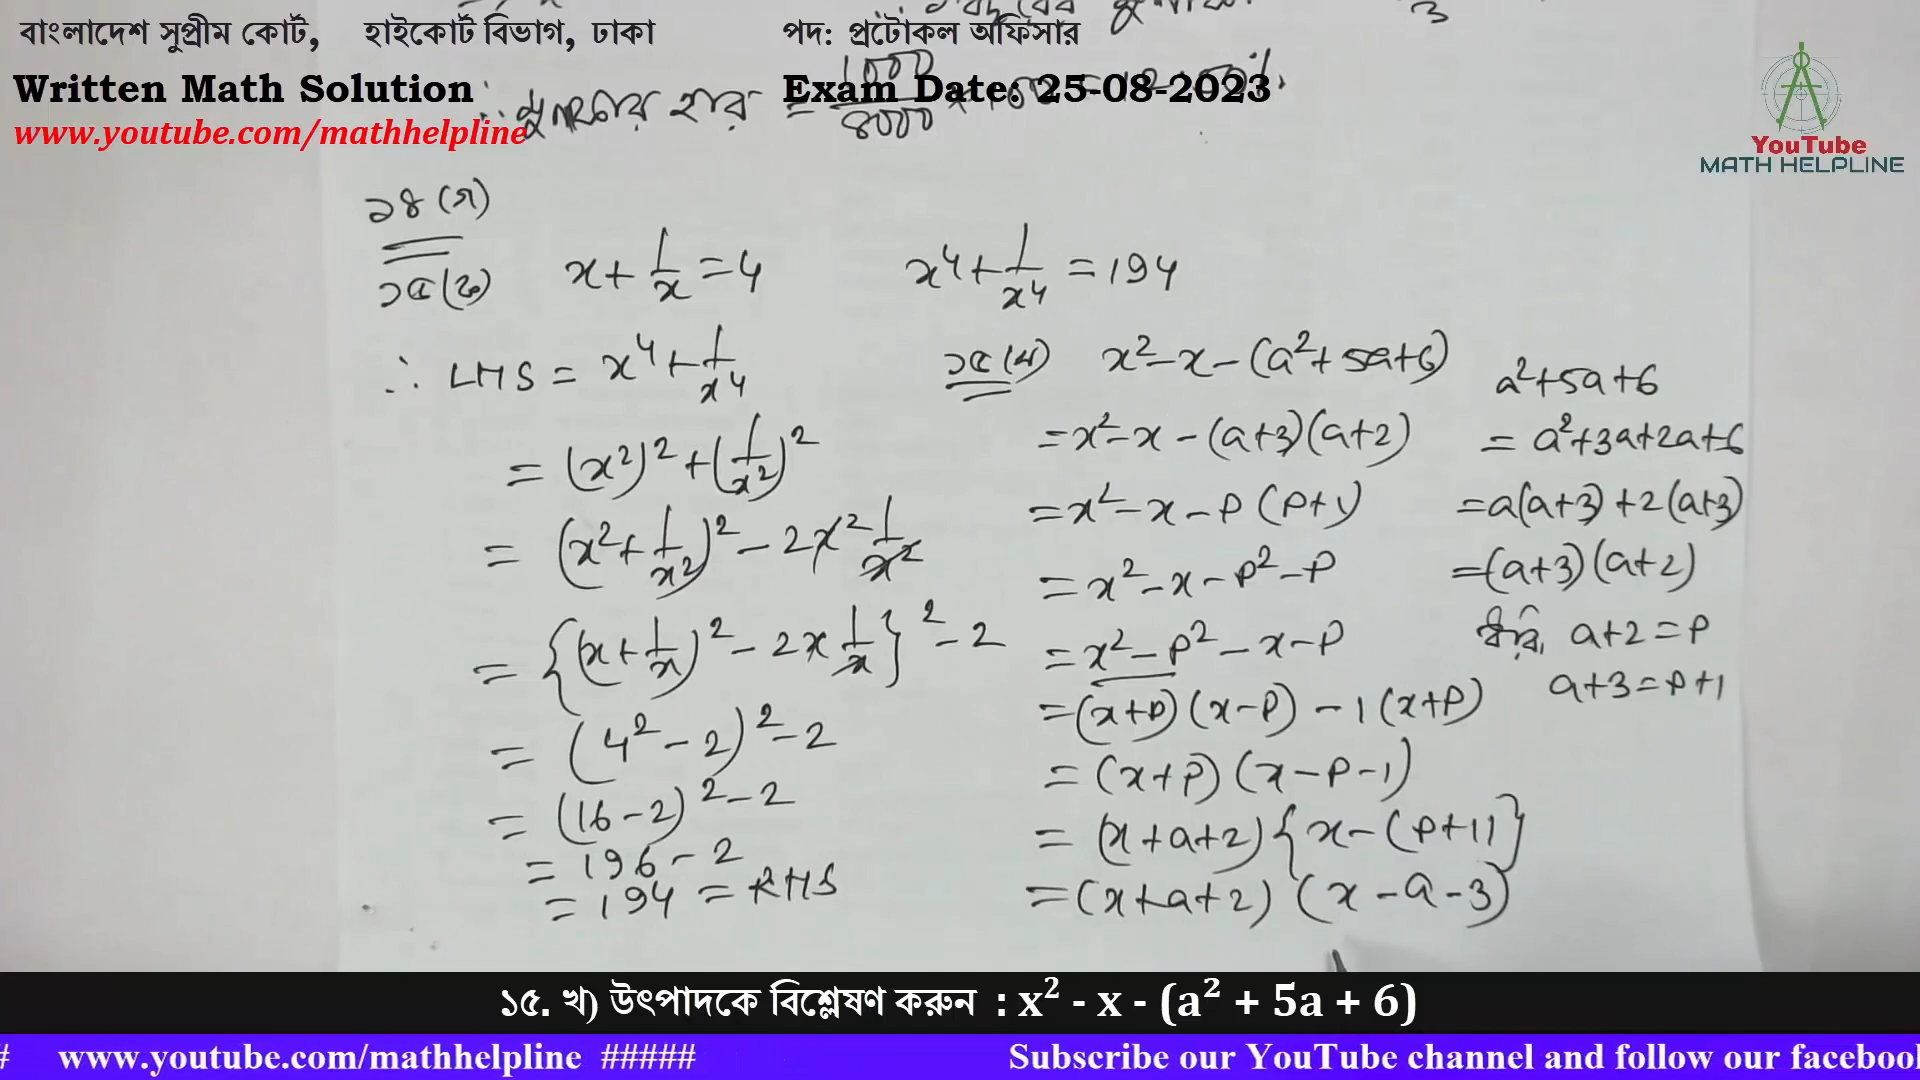 বাংলাদেশ সুপ্রীম কোর্ট, হাইকোর্ট বিভাগ, ঢাকা পদ: প্রটোকল অফিসার
Written Math Solution Exam Date: 25-08-2023
www.youtube.com/mathhelpline
YouTube
MATH HELPLINE
মুনাফার হার = 1000/8000
১৪ (গ)
১৫(ক) x + 1/x = 4 x⁴ + 1/x⁴ = 194
∴ LHS = x⁴ + 1/x⁴
= (x²)² + (1/x²)²
= (x² + 1/x²)² - 2x² 1/x²
= {(x + 1/x)² - 2x 1/x}² - 2
= (4² - 2)² - 2
= (16 - 2)² - 2
= 196 - 2
= 194 = RHS
১৫(খ) x² - x - (a² + 5a + 6)
= x² - x - (a+3)(a+2)
= x² - x - P(P+1)
= x² - x - P² - P
= x² - P² - x - P
= (x+P)(x-P) - 1(x+P)
= (x+P)(x-P-1)
= (x+a+2){x-(P+1)}
= (x+a+2)(x-a-3)
a² + 5a + 6
= a² + 3a + 2a + 6
= a(a+3) + 2(a+3)
= (a+3)(a+2)
ধরি, a+2 = P
a+3 = P+1
১৫. খ) উৎপাদকে বিশ্লেষণ করুন : x² - x - (a² + 5a + 6)
# www.youtube.com/mathhelpline ##### Subscribe our YouTube channel and follow our faceboo